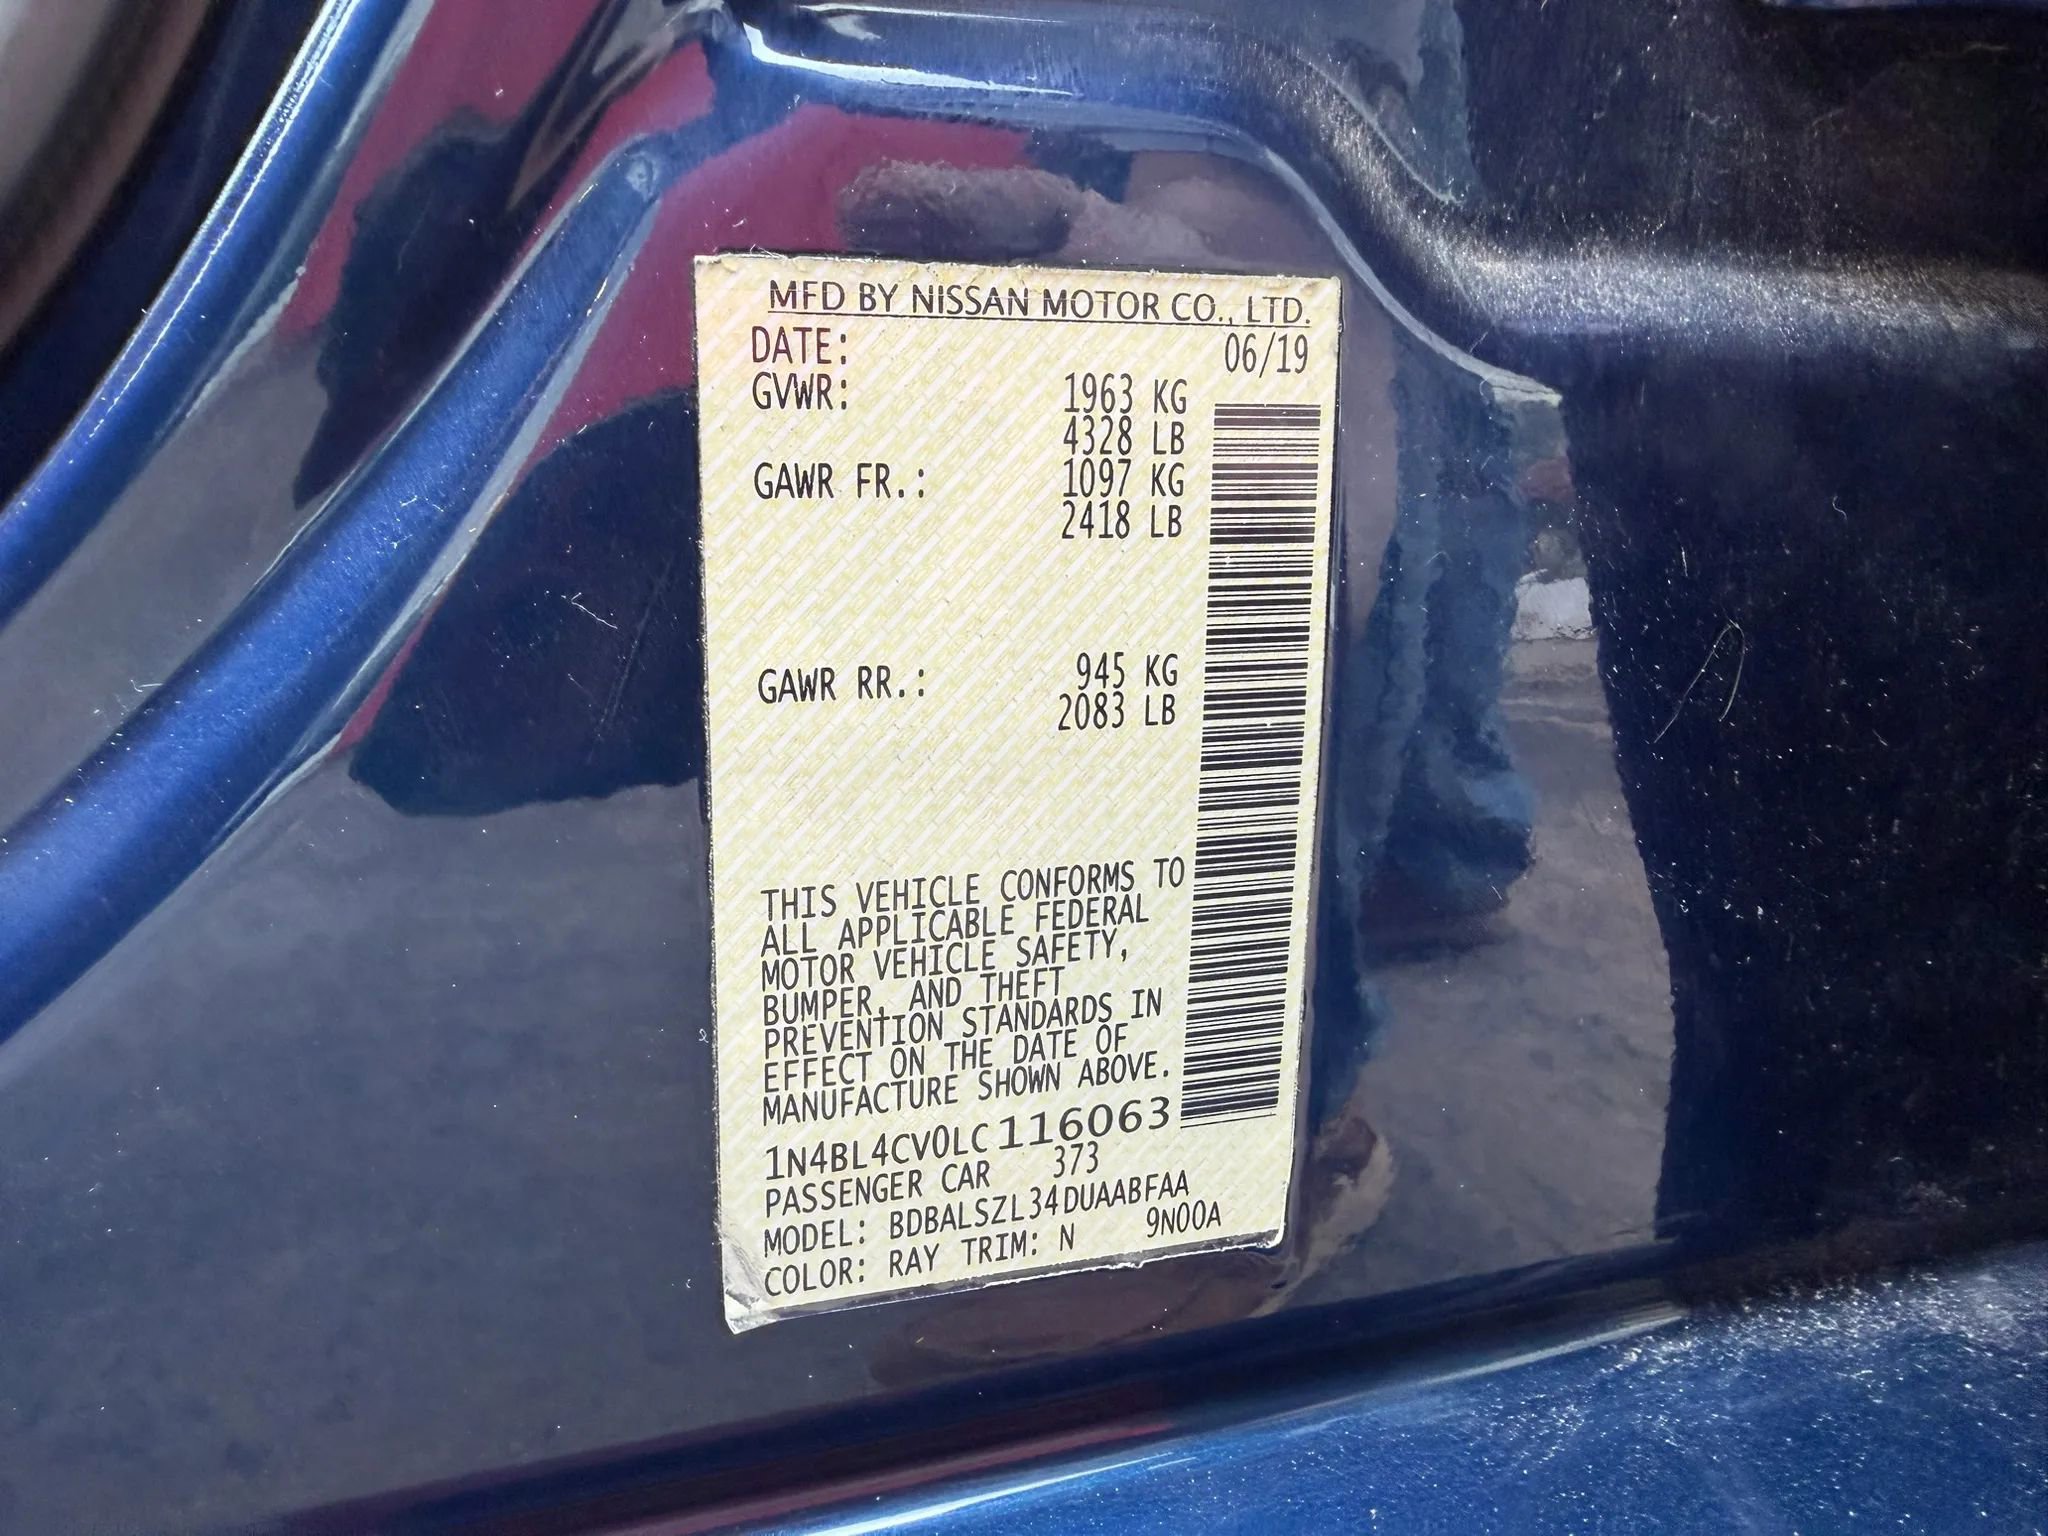 MFD BY NISSAN MOTOR CO., LTD.
DATE: 06/19
GVWR: 1963 KG
4328 LB
GAWR FR.: 1097 KG
2418 LB
GAWR RR.: 945 KG
2083 LB
THIS VEHICLE CONFORMS TO
ALL APPLICABLE FEDERAL
MOTOR VEHICLE SAFETY,
BUMPER, AND THEFT
PREVENTION STANDARDS IN
EFFECT ON THE DATE OF
MANUFACTURE SHOWN ABOVE.
1N4BL4CV0LC116063
PASSENGER CAR 373
MODEL: BDBALSZL34DUAABFAA
COLOR: RAY TRIM: N 9N00A